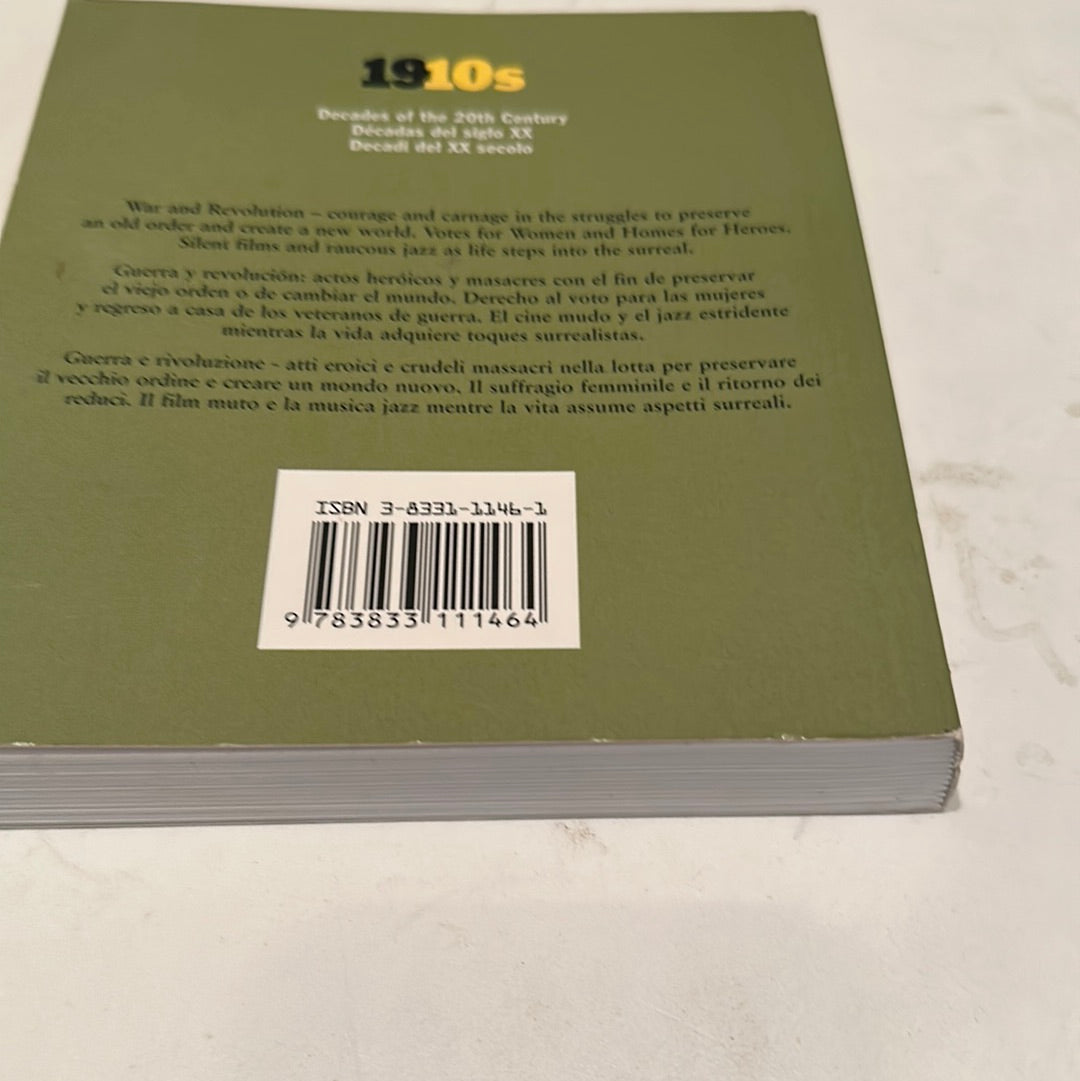 1910s
Decades of the 20th Century
Décadas del siglo XX
Decadi del XX secolo
War and Revolution – courage and carnage in the struggles to preserve
an old order and create a new world. Votes for Women and Homes for Heroes.
Silent films and raucous jazz as life steps into the surreal.
Guerra y revolución: actos heróicos y masacres con el fin de preservar
el viejo orden o de cambiar el mundo. Derecho al voto para las mujeres
y regreso a casa de los veteranos de guerra. El cine mudo y el jazz estridente
mientras la vida adquiere toques surrealistas.
Guerra e rivoluzione - atti eroici e crudeli massacri nella lotta per preservare
il vecchio ordine e creare un mondo nuovo. Il suffragio femminile e il ritorno dei
reduci. Il film muto e la musica jazz mentre la vita assume aspetti surreali.
ISBN 3-8331-1146-1
9 783833 111464